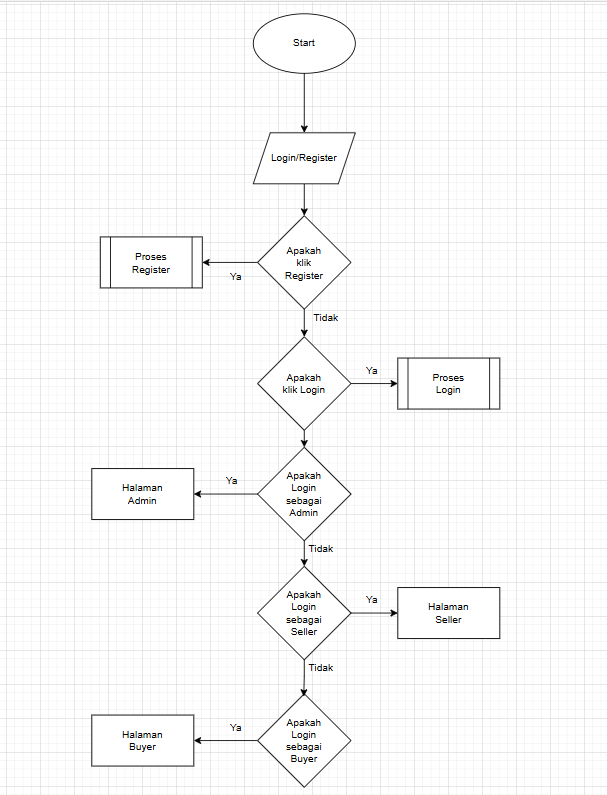 Start
Login/Register
Apakah
klik
Register
Proses
Register
Ya
Tidak
Apakah
klik Login
Ya
Proses
Login
Apakah
Login
sebagai
Admin
Ya
Halaman
Admin
Tidak
Apakah
Login
sebagai
Seller
Ya
Halaman
Seller
Tidak
Apakah
Login
sebagai
Buyer
Ya
Halaman
Buyer